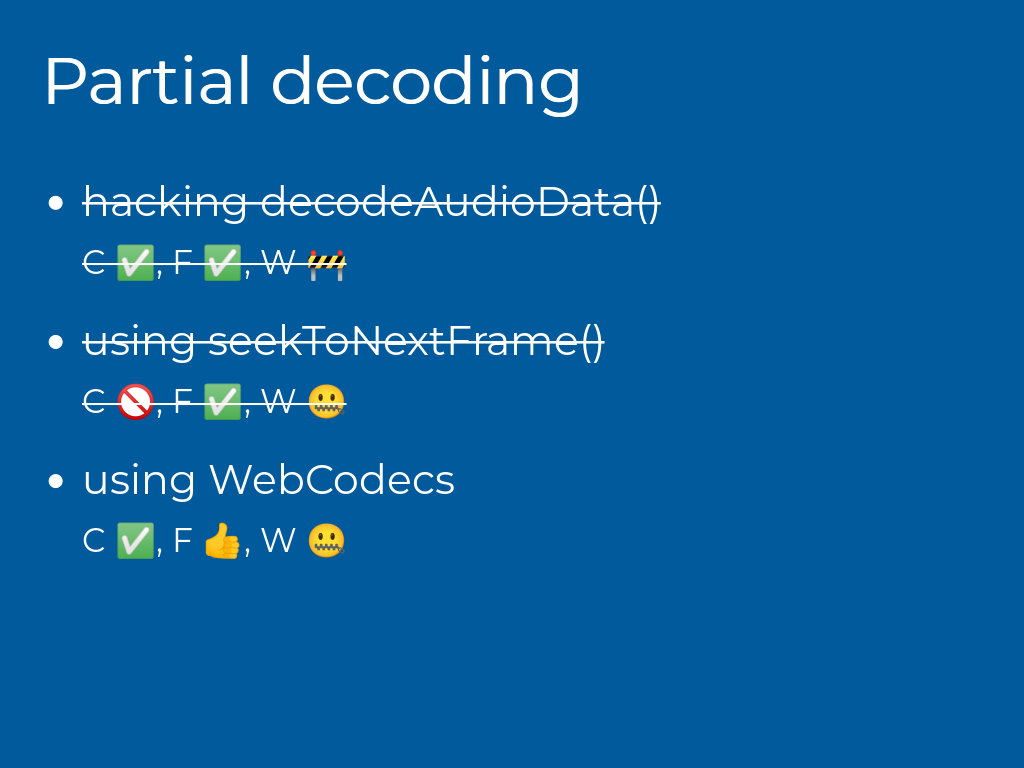 Partial decoding
• hacking decodeAudioData()
C ✅, F ✅, W 🚧
• using seekToNextFrame()
C 🚫, F ✅, W 🤐
• using WebCodecs
C ✅, F 👍, W 🤐